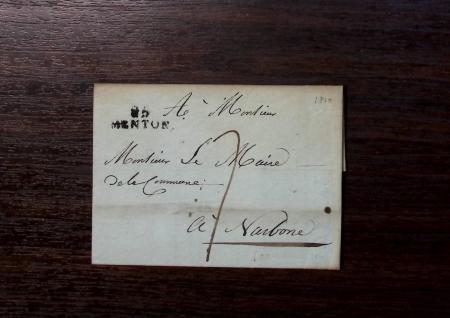 A Monsieur
85
MENTON
Monsieur Le Maire
de la Commune
7
à Narbone